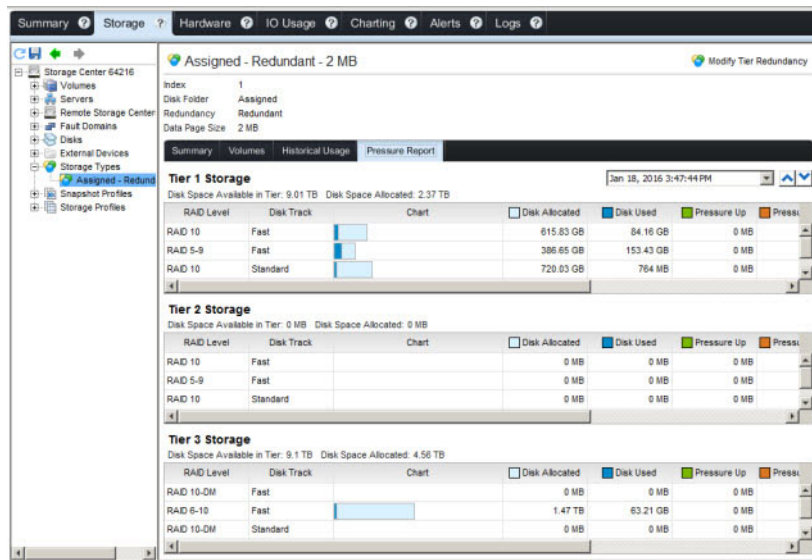 Summary ? Storage ? Hardware ? IO Usage ? Charting ? Alerts ? Logs ?
Storage Center 64216
Volumes
Servers
Remote Storage Center
Fault Domains
Disks
External Devices
Storage Types
Assigned - Redund
Snapshot Profiles
Storage Profiles
Assigned - Redundant - 2 MB
Modify Tier Redundancy
Index 1
Disk Folder Assigned
Redundancy Redundant
Data Page Size 2 MB
Summary Volumes Historical Usage Pressure Report
Tier 1 Storage
Jan 18, 2016 3:47:44 PM
Disk Space Available in Tier: 9.01 TB Disk Space Allocated: 2.37 TB
RAID Level Disk Track Chart Disk Allocated Disk Used Pressure Up Pressu
RAID 10 Fast 615.83 GB 84.16 GB 0 MB
RAID 5-9 Fast 386.65 GB 153.43 GB 0 MB
RAID 10 Standard 720.03 GB 764 MB 0 MB
Tier 2 Storage
Disk Space Available in Tier: 0 MB Disk Space Allocated: 0 MB
RAID Level Disk Track Chart Disk Allocated Disk Used Pressure Up Pressu
RAID 10 Fast 0 MB 0 MB 0 MB
RAID 5-9 Fast 0 MB 0 MB 0 MB
RAID 10 Standard 0 MB 0 MB 0 MB
Tier 3 Storage
Disk Space Available in Tier: 9.1 TB Disk Space Allocated: 4.56 TB
RAID Level Disk Track Chart Disk Allocated Disk Used Pressure Up Pressu
RAID 10-DM Fast 0 MB 0 MB 0 MB
RAID 6-10 Fast 1.47 TB 63.21 GB 0 MB
RAID 10-DM Standard 0 MB 0 MB 0 MB